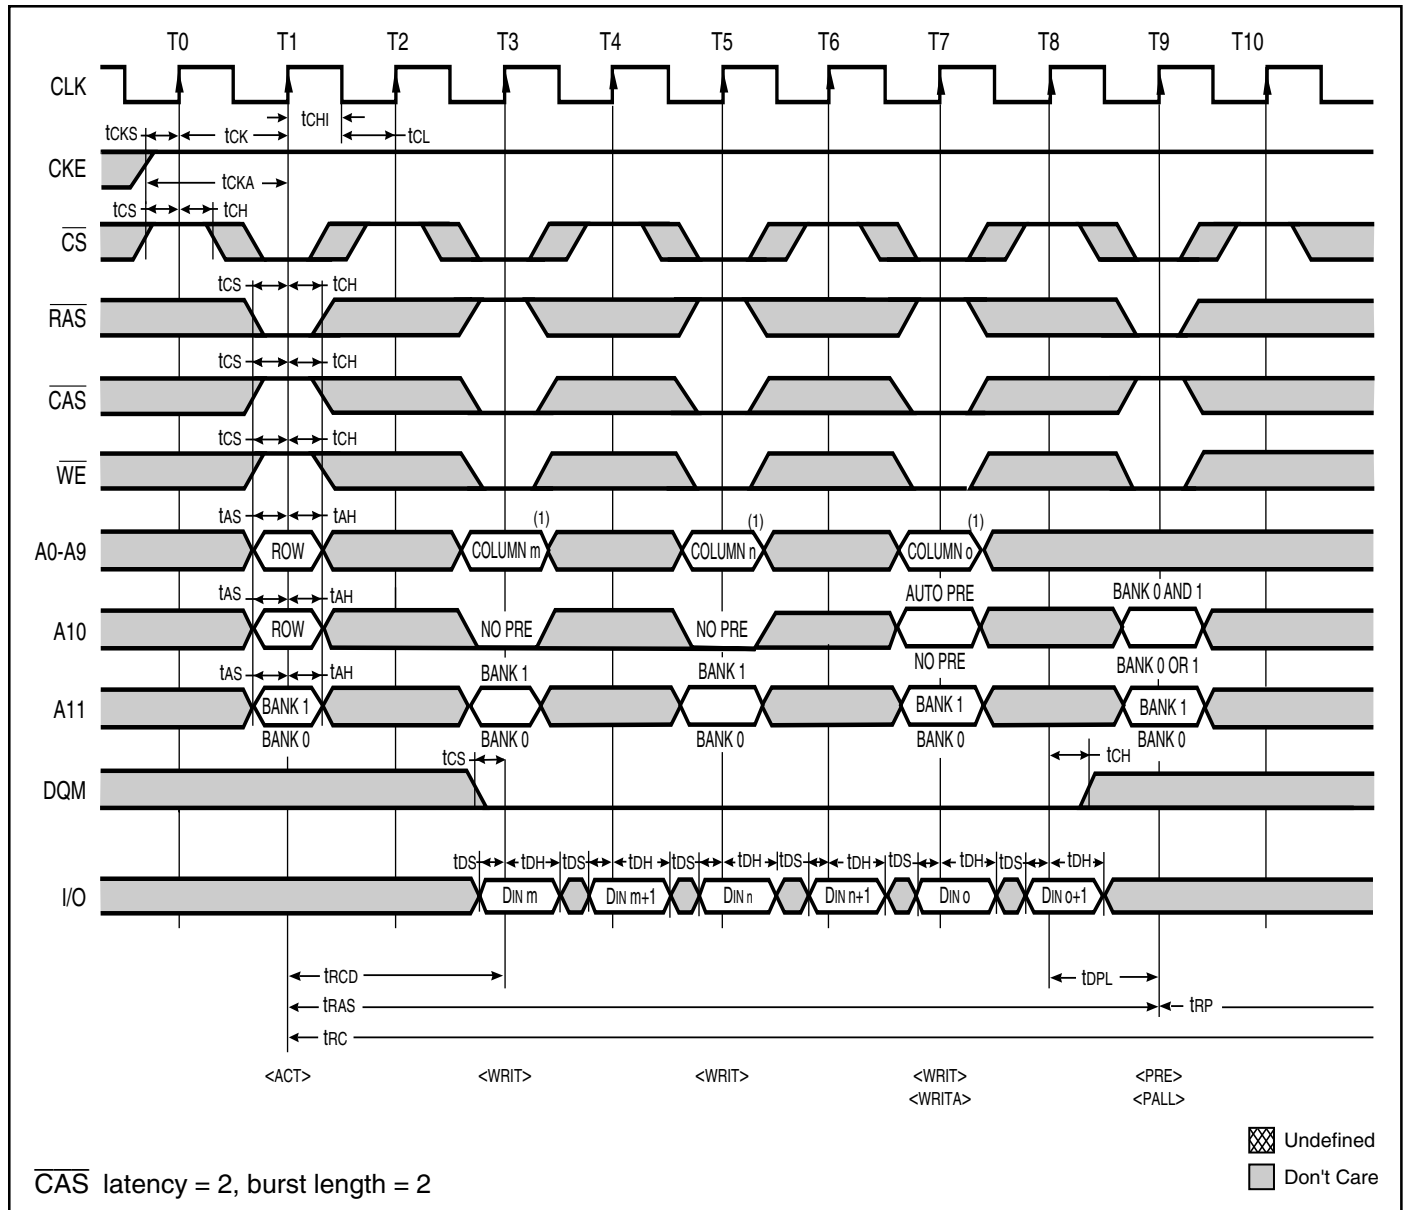 T0 T1 T2 T3 T4 T5 T6 T7 T8 T9 T10
CLK
tCHI
tCKS tCK tCL
CKE
tCKA
tCS tCH
CS
tCS tCH
RAS
tCS tCH
CAS
tCS tCH
WE
tAS tAH (1) (1) (1)
A0-A9 ROW COLUMN m COLUMN n COLUMN o
tAS tAH AUTO PRE BANK 0 AND 1
A10 ROW NO PRE NO PRE
NO PRE BANK 0 OR 1
tAS tAH BANK 1 BANK 1
A11 BANK 1 BANK 1 BANK 1
BANK 0 BANK 0 BANK 0 BANK 0 BANK 0
tCS tCH
DQM
tDS tDH tDS tDH tDS tDH tDS tDH tDS tDH tDS tDH
I/O DIN m DIN m+1 DIN n DIN n+1 DIN o DIN o+1
tRCD tDPL
tRAS tRP
tRC
<ACT> <WRIT> <WRIT> <WRIT> <PRE>
<WRITA> <PALL>
Undefined
Don't Care
CAS latency = 2, burst length = 2